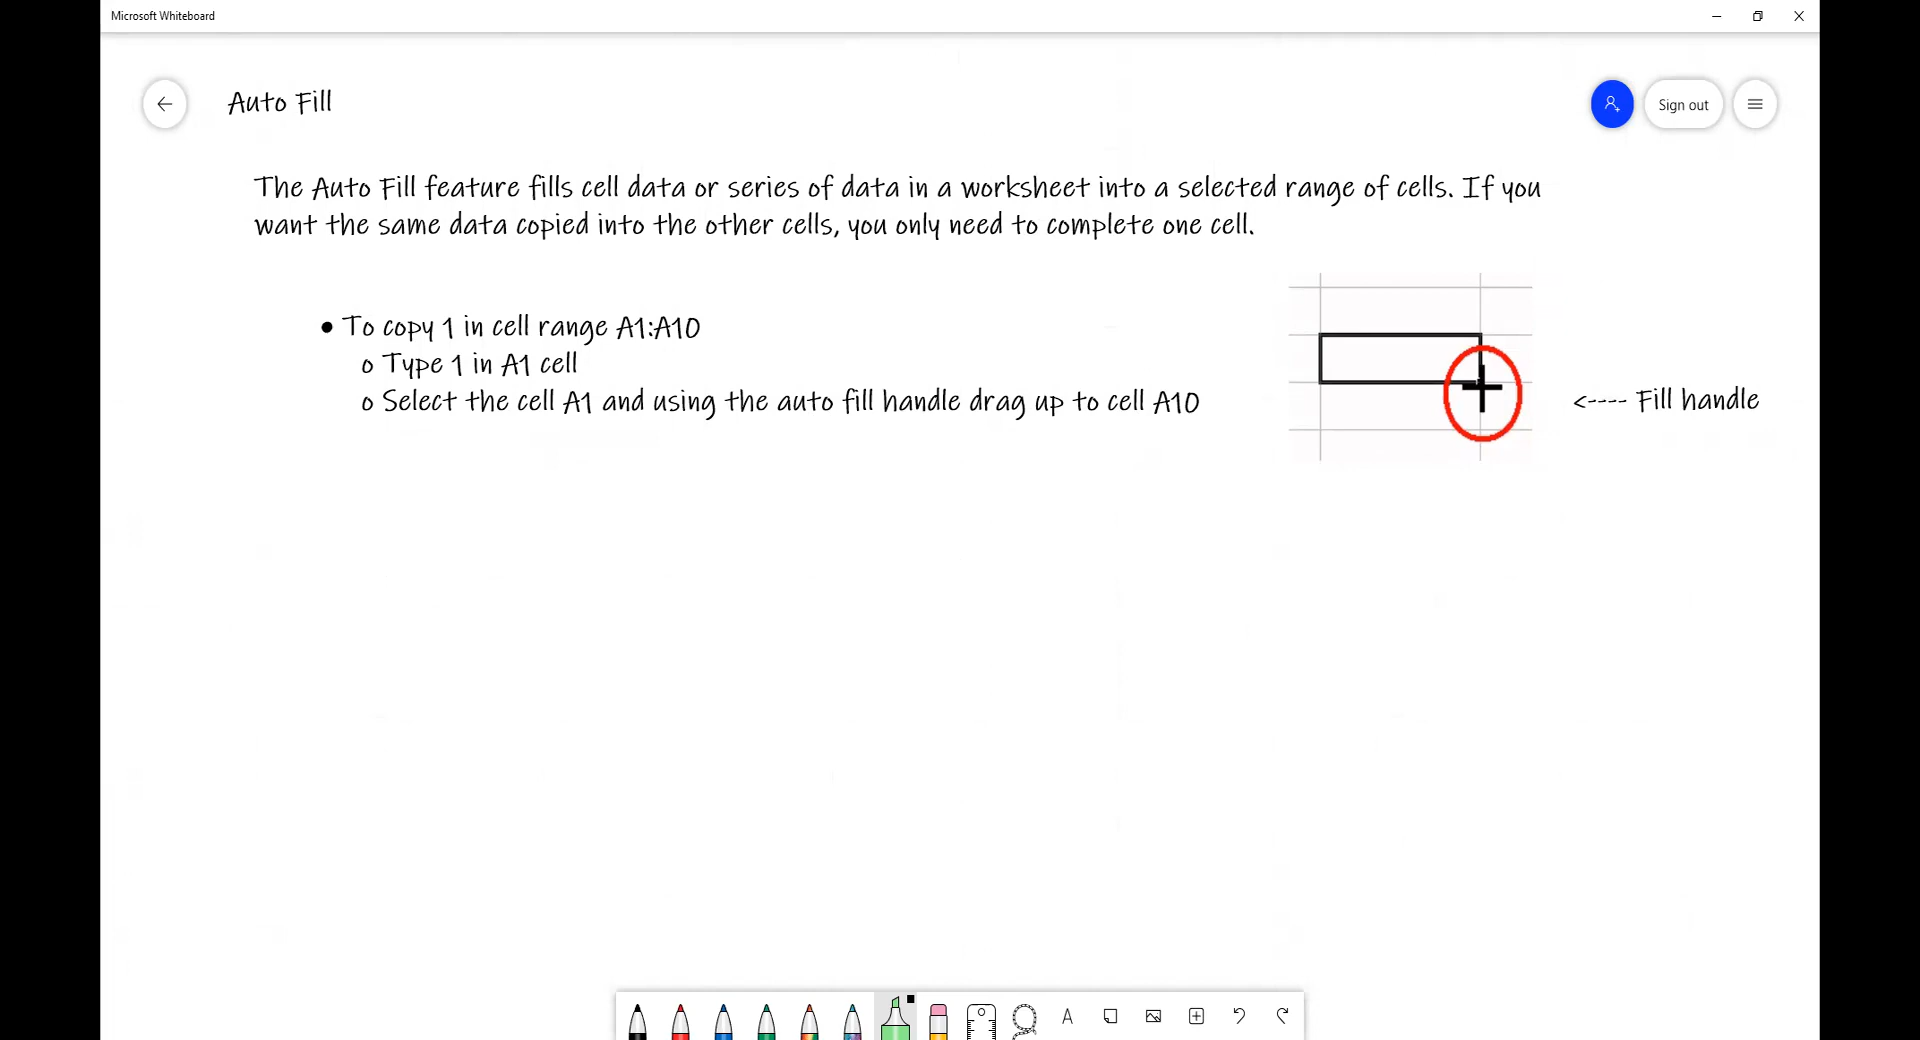 Microsoft Whiteboard
Auto Fill
Sign out
The Auto Fill feature fills cell data or series of data in a worksheet into a selected range of cells. If you
want the same data copied into the other cells, you only need to complete one cell.
• To copy 1 in cell range A1:A10
o Type 1 in A1 cell
o Select the cell A1 and using the auto fill handle drag up to cell A10
<---- Fill handle